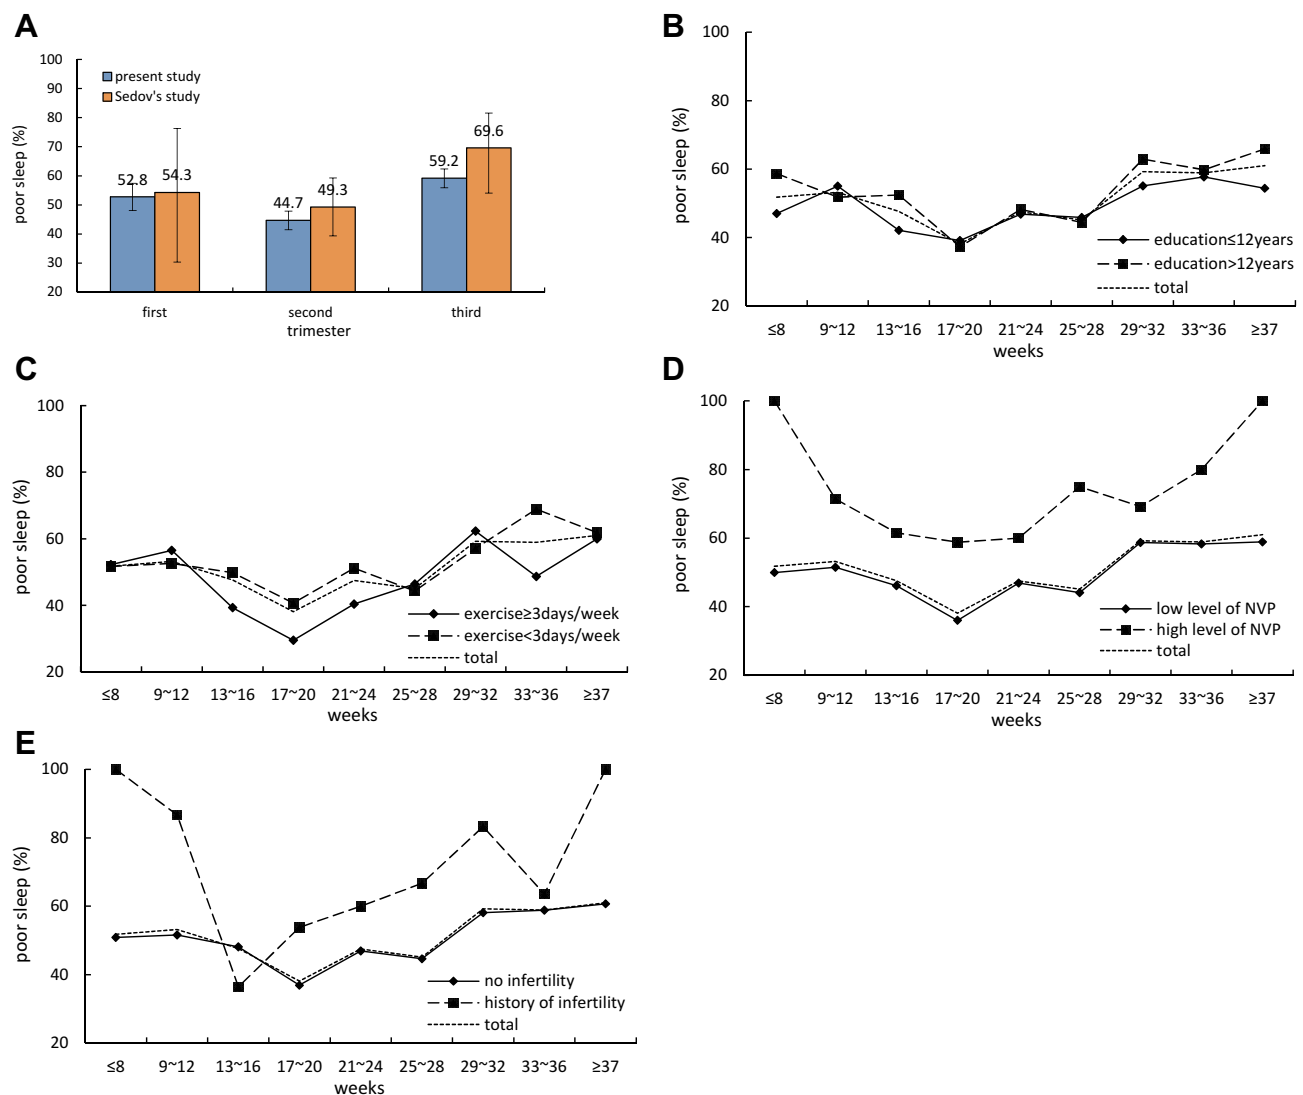 A
100
90
80
70
60
50
40
30
20
poor sleep (%)
present study
Sedov's study
52.8
54.3
44.7
49.3
59.2
69.6
first
second
third
trimester
B
100
80
60
40
20
poor sleep (%)
education≤12years
education>12years
total
≤8 9~12 13~16 17~20 21~24 25~28 29~32 33~36 ≥37
weeks
C
100
80
60
40
20
poor sleep (%)
exercise≥3days/week
exercise<3days/week
total
≤8 9~12 13~16 17~20 21~24 25~28 29~32 33~36 ≥37
weeks
D
100
80
60
40
20
poor sleep (%)
low level of NVP
high level of NVP
total
≤8 9~12 13~16 17~20 21~24 25~28 29~32 33~36 ≥37
weeks
E
100
80
60
40
20
poor sleep (%)
no infertility
history of infertility
total
≤8 9~12 13~16 17~20 21~24 25~28 29~32 33~36 ≥37
weeks